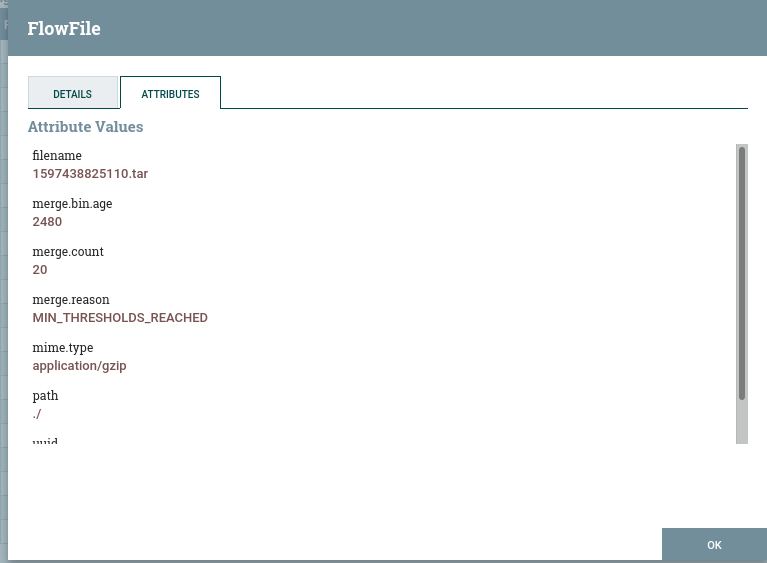 FlowFile
DETAILS
ATTRIBUTES
Attribute Values
filename
1597438825110.tar
merge.bin.age
2480
merge.count
20
merge.reason
MIN_THRESHOLDS_REACHED
mime.type
application/gzip
path
./
uuid
OK